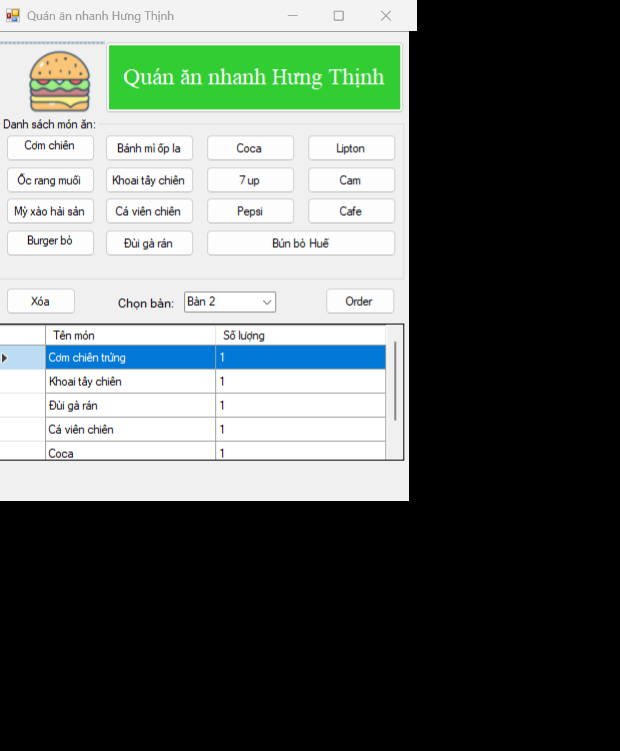 Quán ăn nhanh Hưng Thịnh
Quán ăn nhanh Hưng Thịnh
Danh sách món ăn:
Cơm chiên Bánh mì ốp la Coca Lipton
Ốc rang muối Khoai tây chiên 7 up Cam
Mỳ xào hải sản Cá viên chiên Pepsi Cafe
Burger bò Đùi gà rán Bún bò Huế
Xóa Chọn bàn: Bàn 2 Order
Tên món Số lượng
Cơm chiên trứng 1
Khoai tây chiên 1
Đùi gà rán 1
Cá viên chiên 1
Coca 1